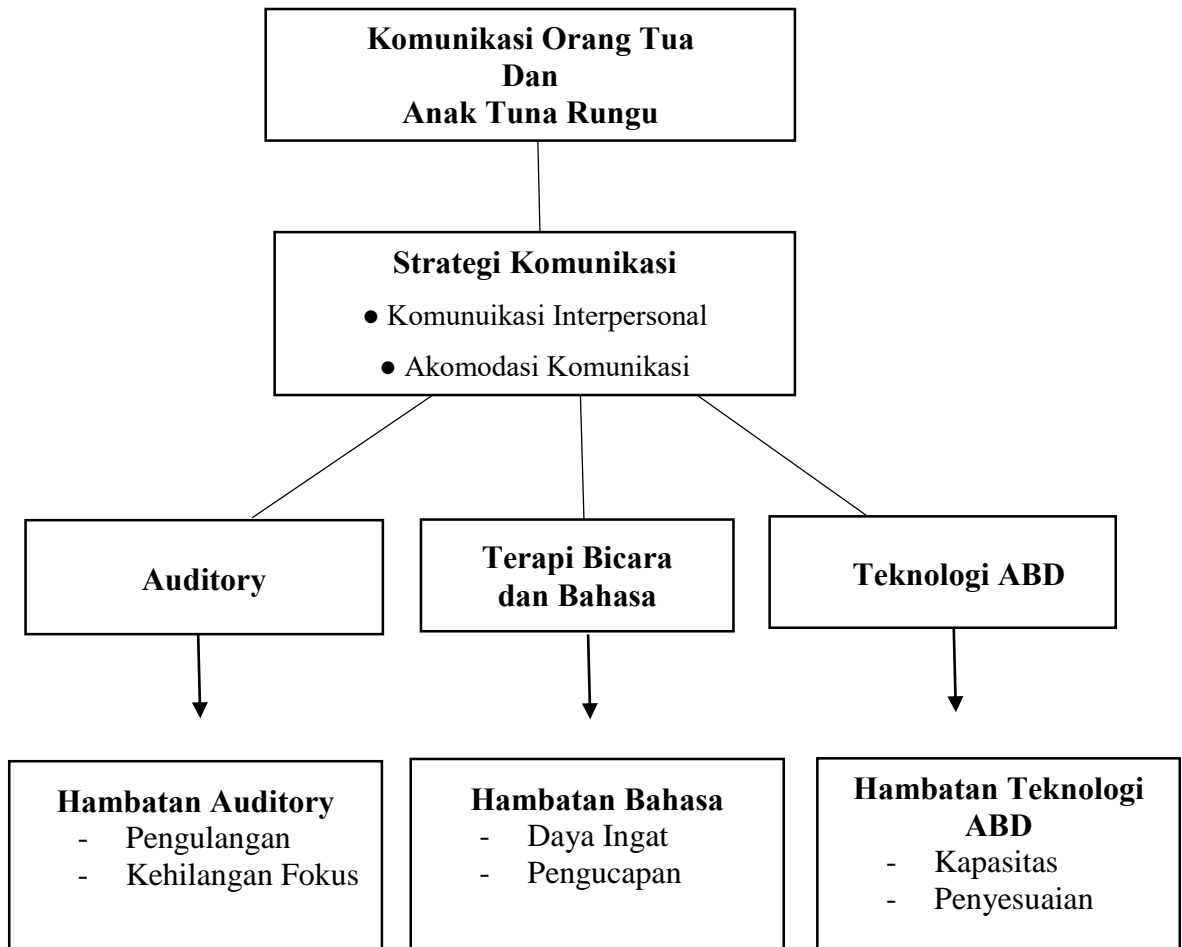 Komunikasi Orang Tua
Dan
Anak Tuna Rungu
Strategi Komunikasi
● Komunuikasi Interpersonal
● Akomodasi Komunikasi
Auditory
Terapi Bicara
dan Bahasa
Teknologi ABD
Hambatan Auditory
- Pengulangan
- Kehilangan Fokus
Hambatan Bahasa
- Daya Ingat
- Pengucapan
Hambatan Teknologi
ABD
- Kapasitas
- Penyesuaian